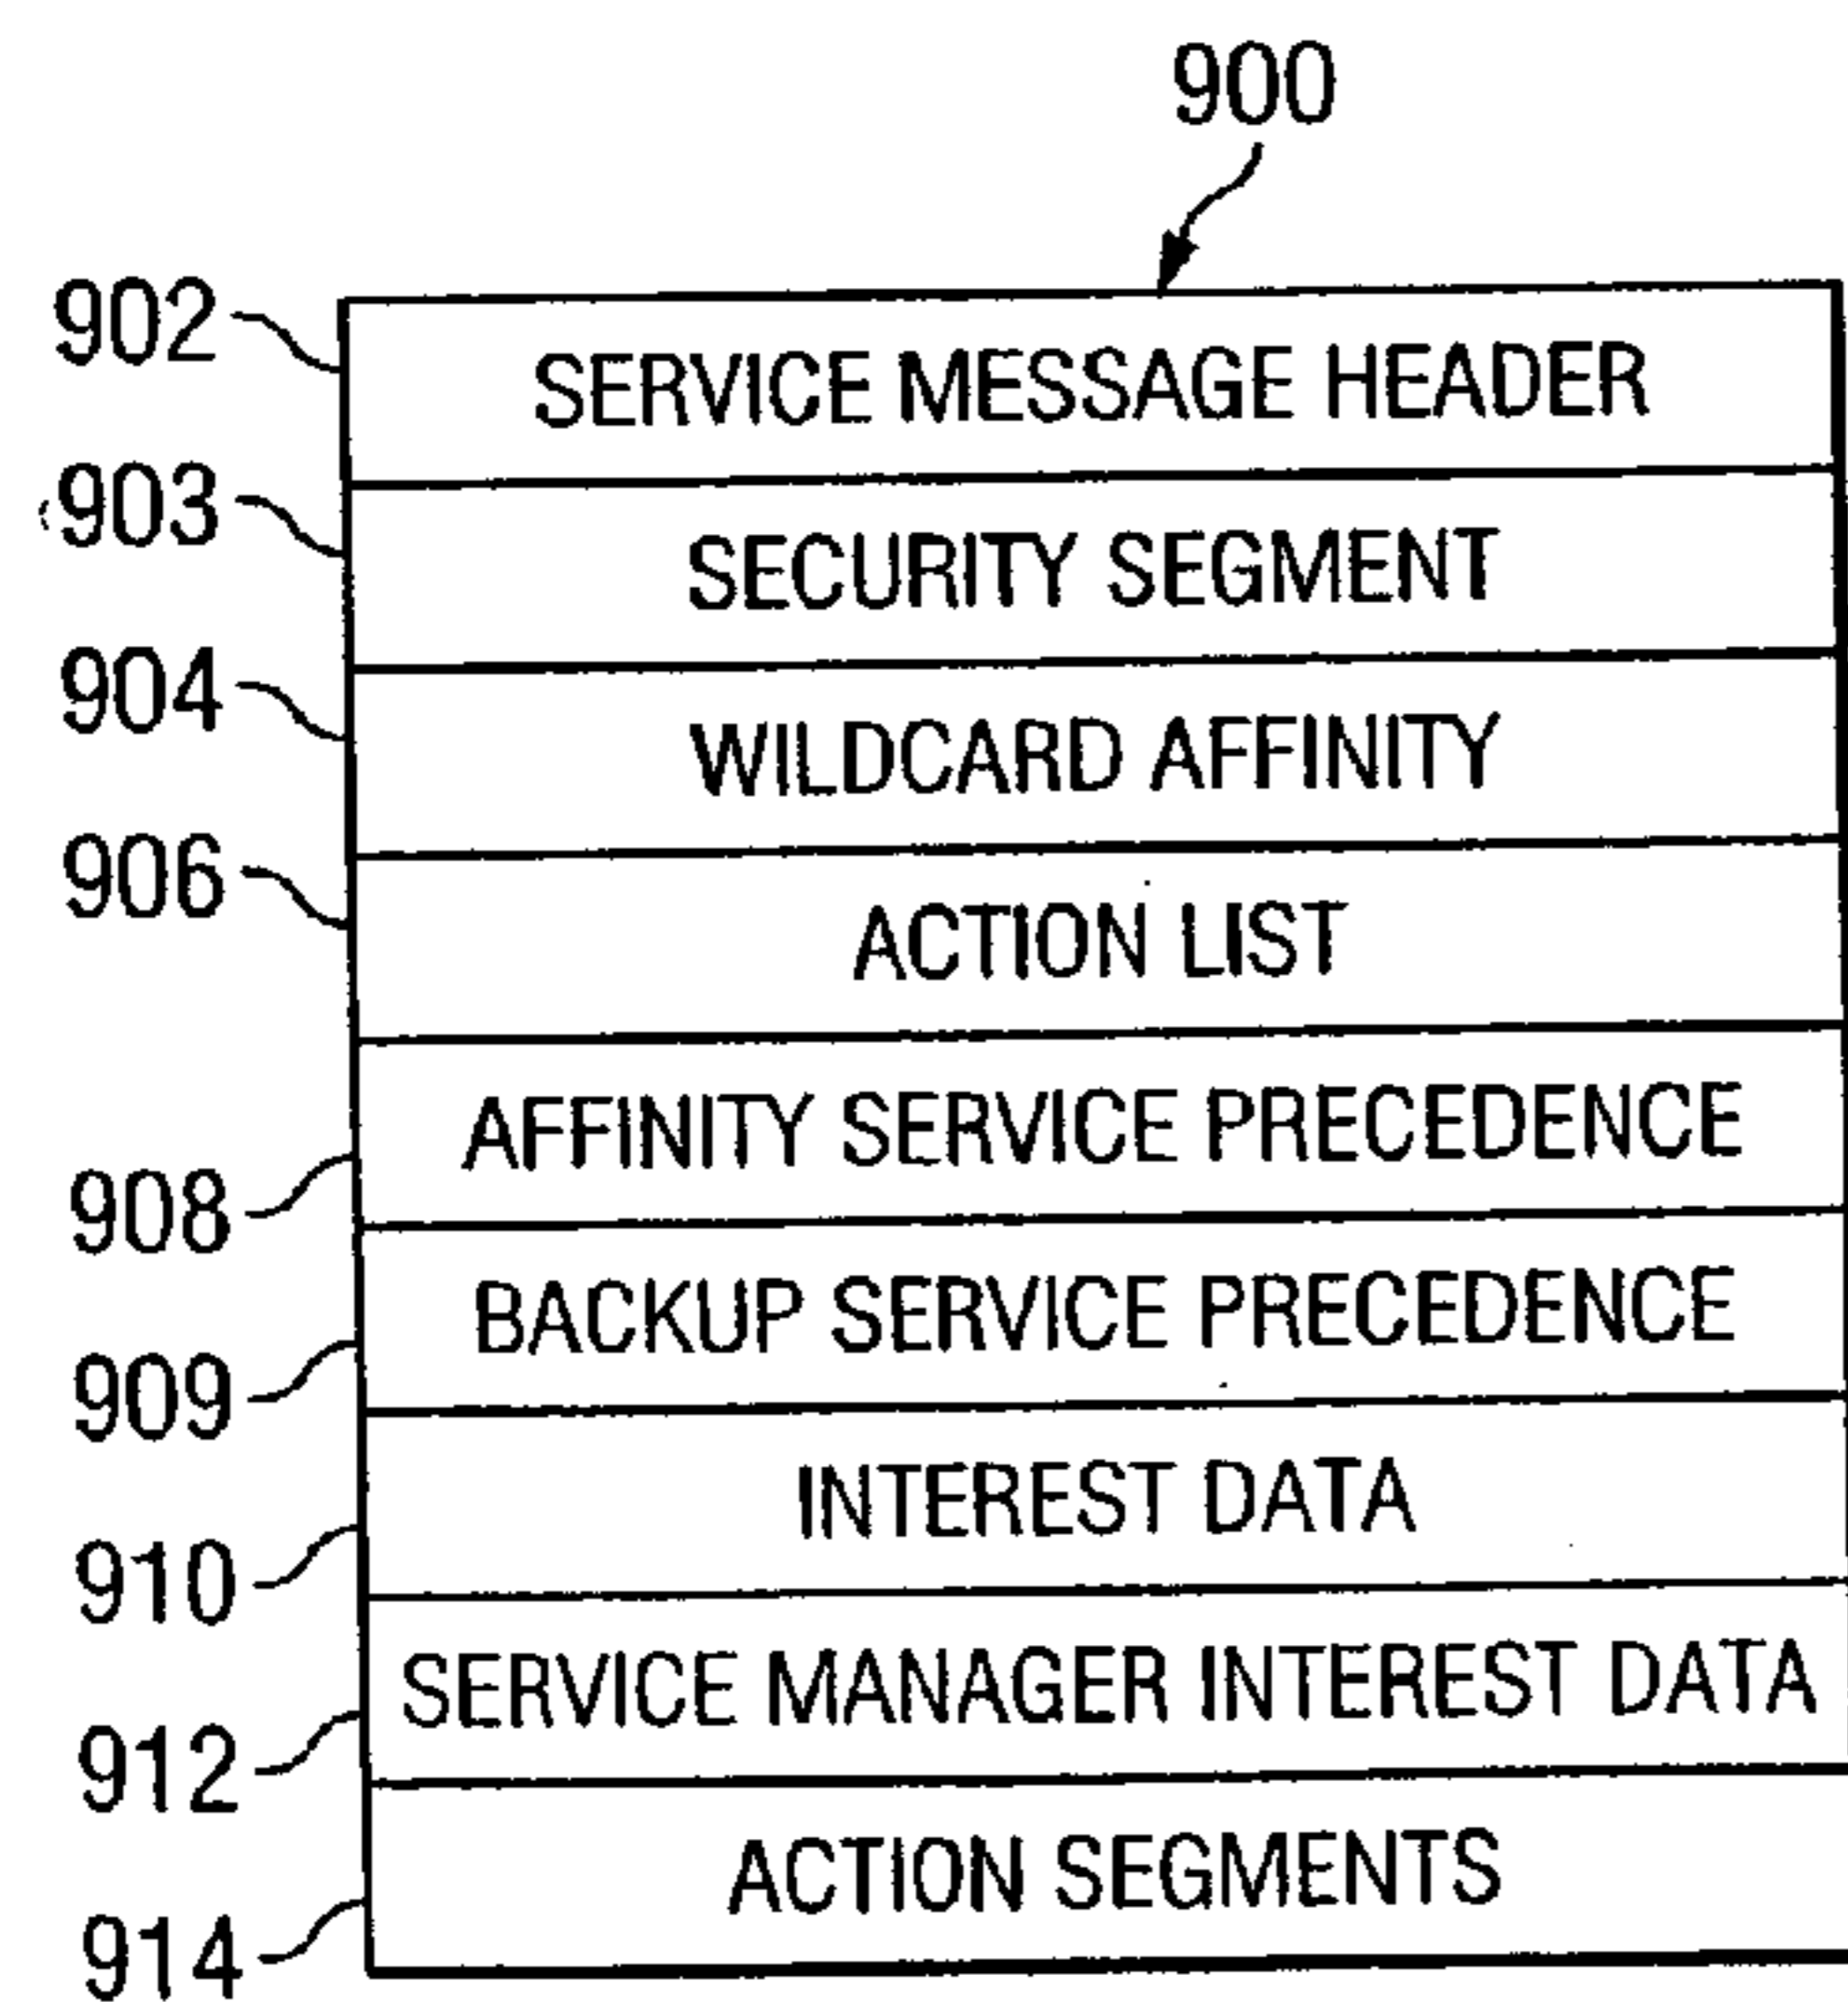 900
902 SERVICE MESSAGE HEADER
903 SECURITY SEGMENT
904 WILDCARD AFFINITY
906 ACTION LIST
908 AFFINITY SERVICE PRECEDENCE
909 BACKUP SERVICE PRECEDENCE
910 INTEREST DATA
912 SERVICE MANAGER INTEREST DATA
914 ACTION SEGMENTS